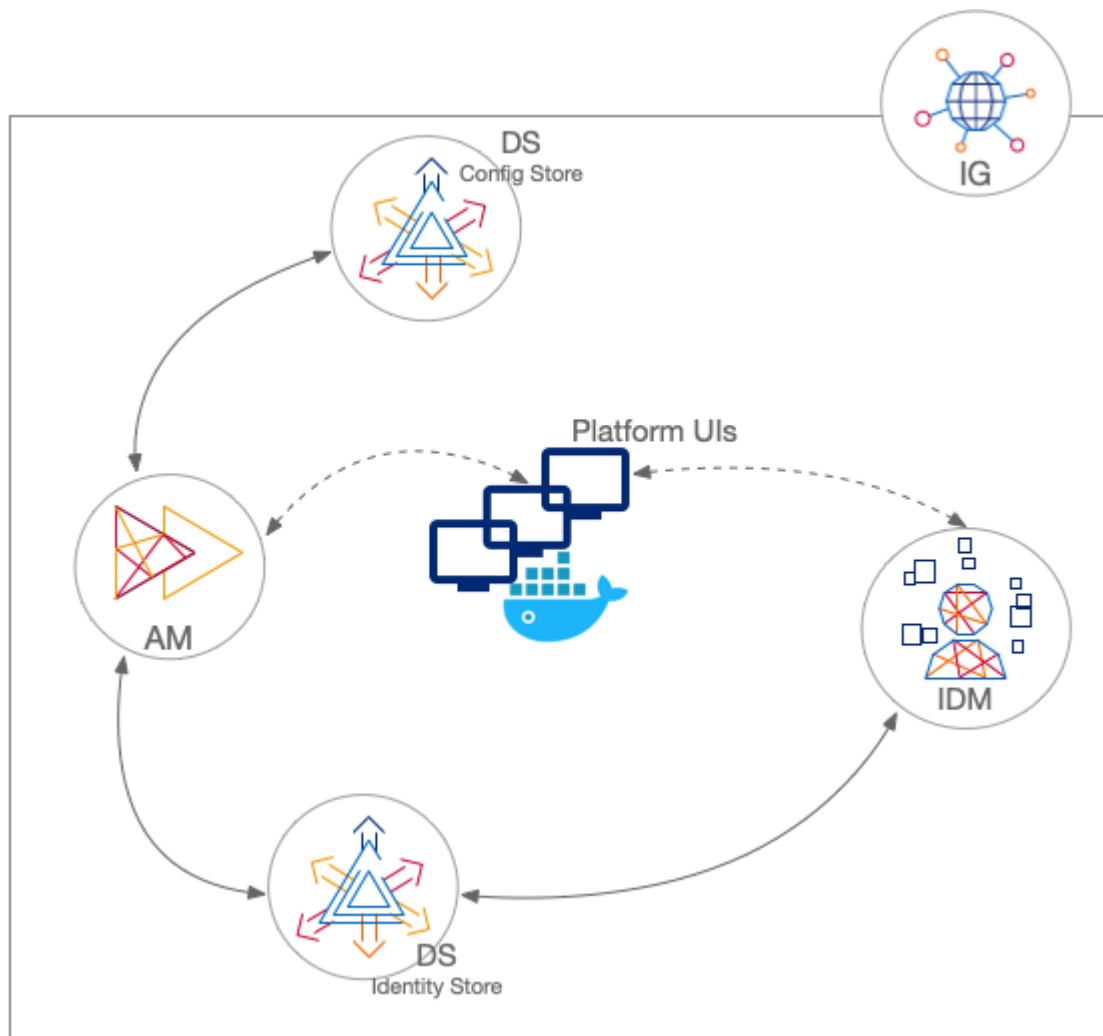 IG
DS
Config Store
Platform UIs
AM
IDM
DS
Identity Store